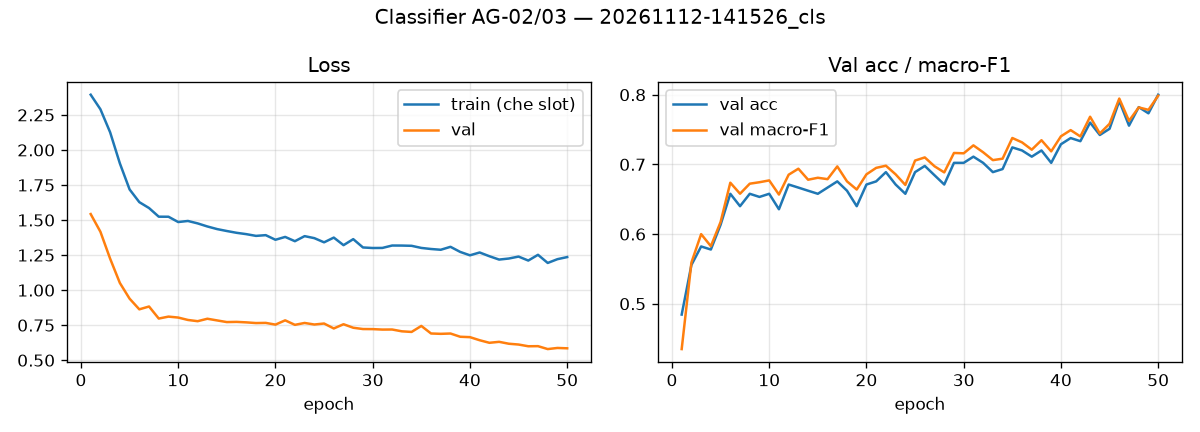 Classifier AG-02/03 — 20261112-141526_cls
Loss
train (che slot)
val
2.25
2.00
1.75
1.50
1.25
1.00
0.75
0.50
0
10
20
30
40
50
epoch
Val acc / macro-F1
val acc
val macro-F1
0.8
0.7
0.6
0.5
0
10
20
30
40
50
epoch